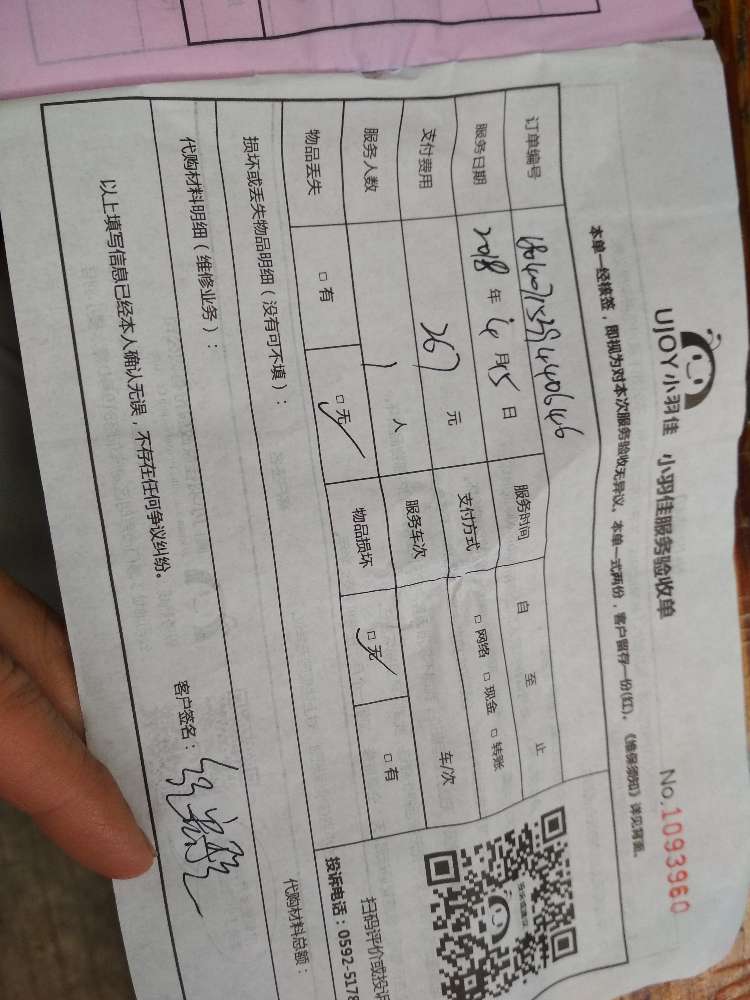 UJOY小羽佳 小羽佳服务验收单 No.1093960
本单一经核签，即视为对本次服务验收无异议。本单一式两份，客户留存一份(红)。《维保须知》详见背面。
订单编号 服务时间 自 至 止
服务日期 2018 年 月 日 支付方式 □ 网络 □ 现金 □ 转账
支付费用 267 元 服务车次 车/次
服务人数 1 人
物品丢失 □ 有 □ 无 ✓ 物品损坏 □ 无 ✓ □ 有
损坏或丢失物品明细（没有可不填）：
代购材料明细（维修业务）： 代购材料总额：
以上填写信息已经本人确认无误，不存在任何争议纠纷。 客户签名：
扫码评价或投诉
投诉电话：0592-5178